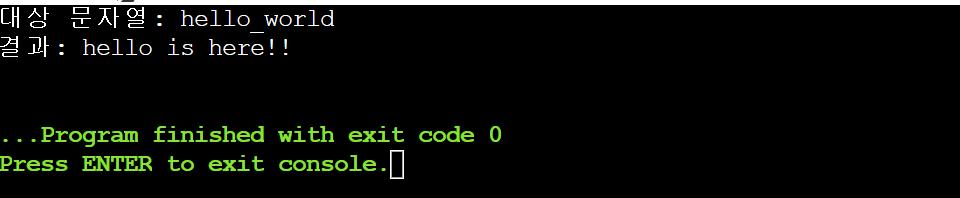 대상 문자열: hello_world
결과: hello is here!!
...Program finished with exit code 0
Press ENTER to exit console.